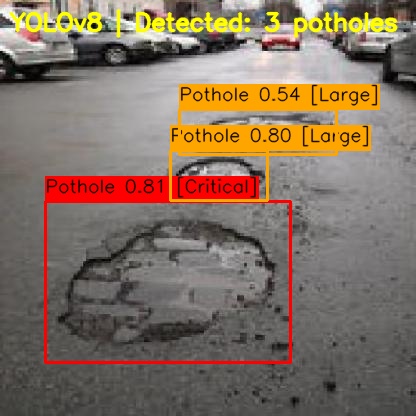 YOLOv8 | Detected: 3 potholes
Pothole 0.54 [Large]
Pothole 0.80 [Large]
Pothole 0.81 [Critical]